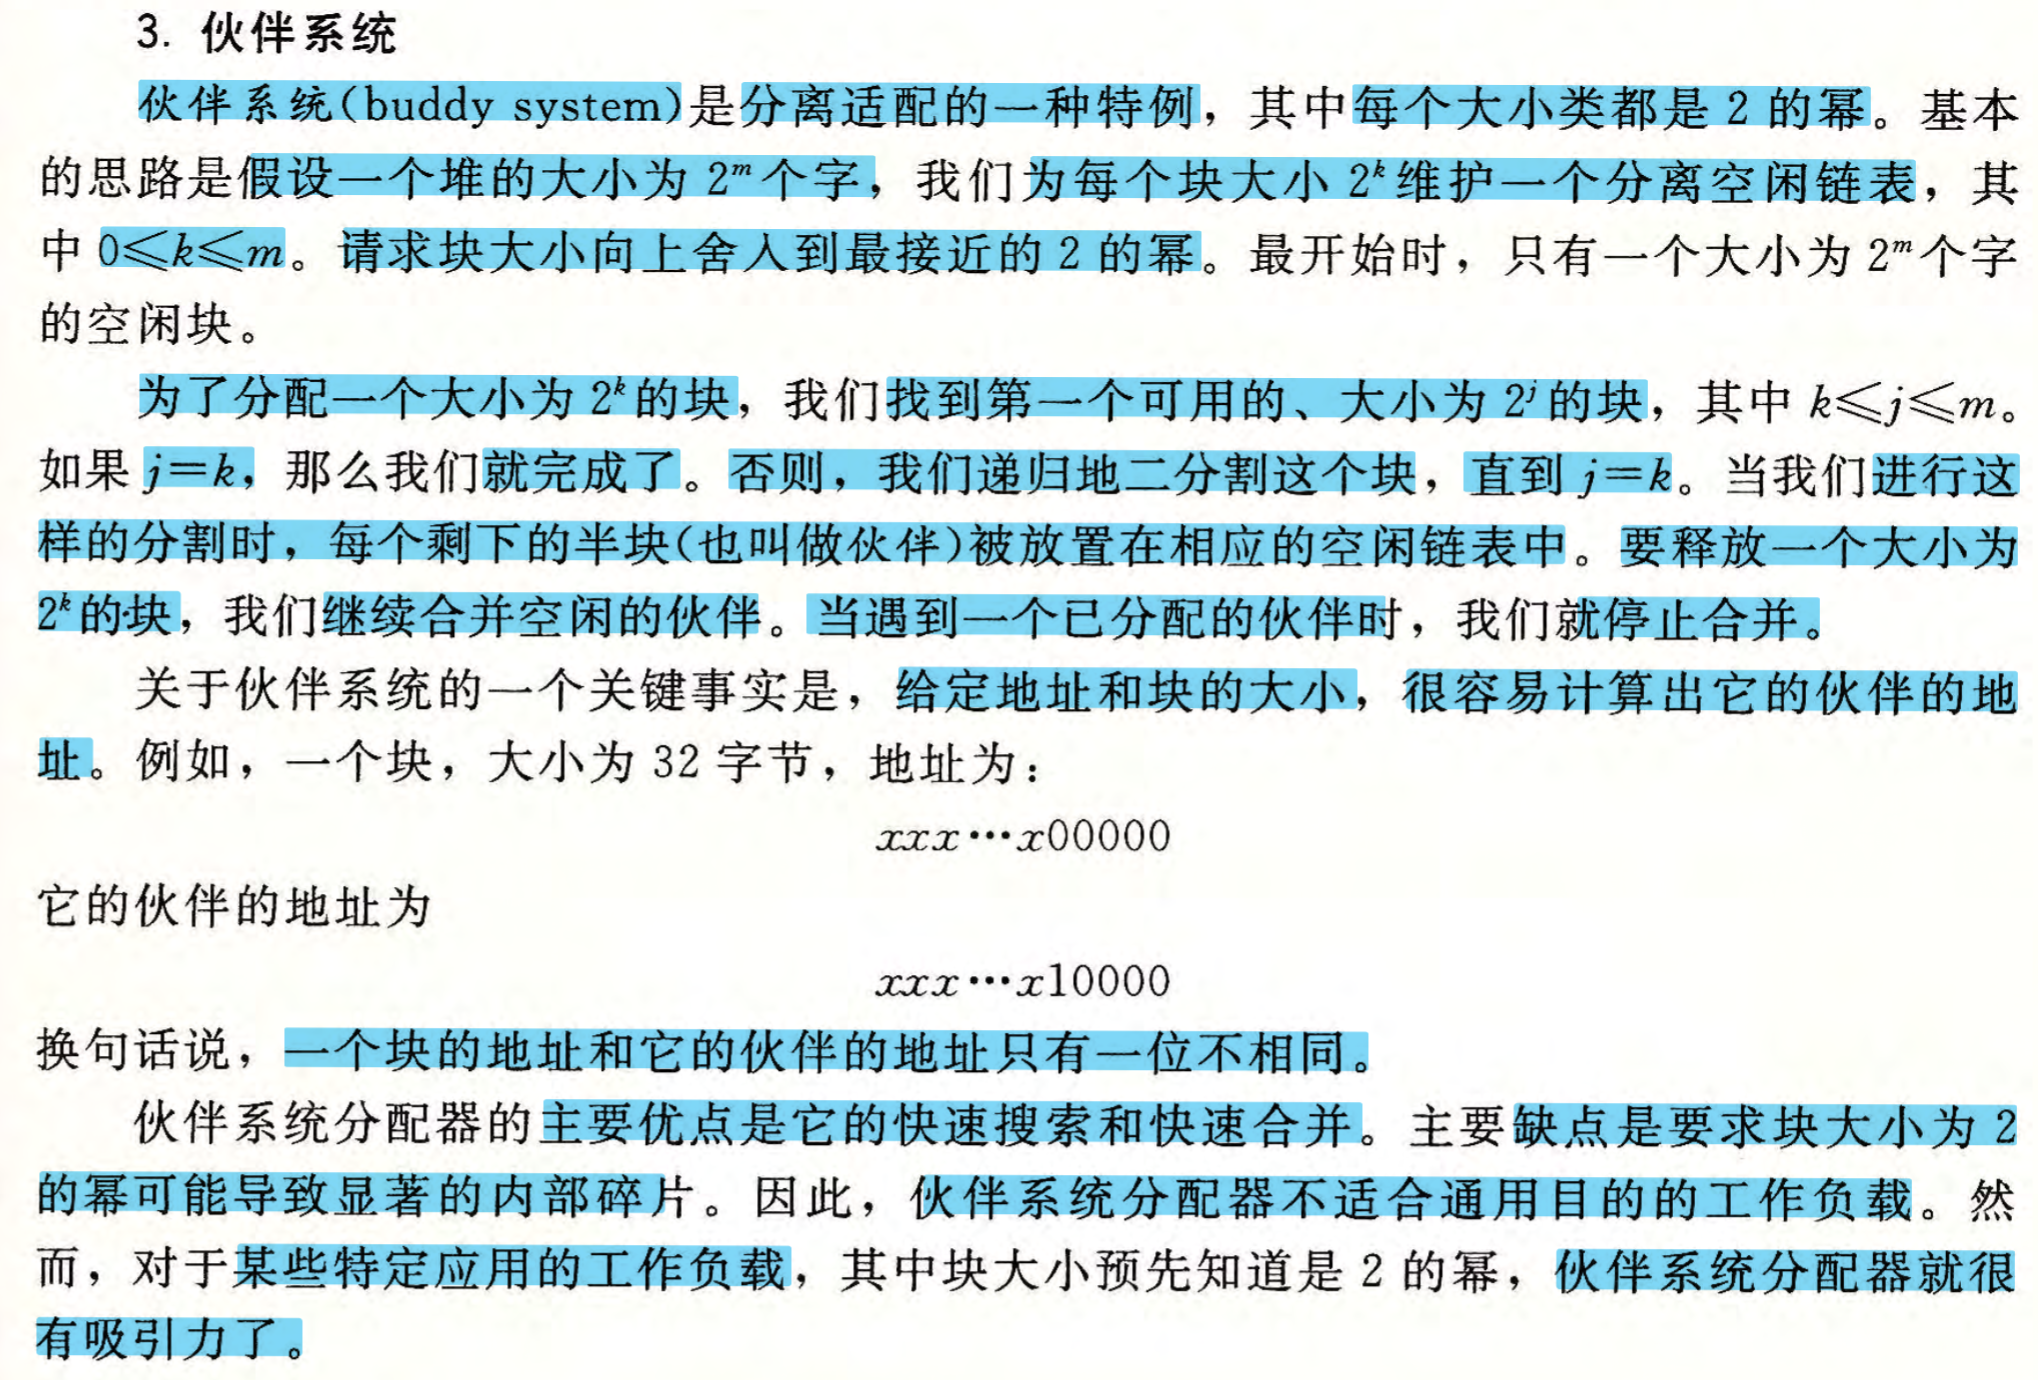 3. 伙伴系统
伙伴系统(buddy system)是分离适配的一种特例，其中每个大小类都是 2 的幂。基本
的思路是假设一个堆的大小为 2ᵐ 个字，我们为每个块大小 2ᵏ 维护一个分离空闲链表，其
中 0≤k≤m。请求块大小向上舍入到最接近的 2 的幂。最开始时，只有一个大小为 2ᵐ 个字
的空闲块。
为了分配一个大小为 2ᵏ 的块，我们找到第一个可用的、大小为 2ʲ 的块，其中 k≤j≤m。
如果 j=k，那么我们就完成了。否则，我们递归地二分割这个块，直到 j=k。当我们进行这
样的分割时，每个剩下的半块(也叫做伙伴)被放置在相应的空闲链表中。要释放一个大小为
2ᵏ 的块，我们继续合并空闲的伙伴。当遇到一个已分配的伙伴时，我们就停止合并。
关于伙伴系统的一个关键事实是，给定地址和块的大小，很容易计算出它的伙伴的地
址。例如，一个块，大小为 32 字节，地址为：
xxx⋯x00000
它的伙伴的地址为
xxx⋯x10000
换句话说，一个块的地址和它的伙伴的地址只有一位不相同。
伙伴系统分配器的主要优点是它的快速搜索和快速合并。主要缺点是要求块大小为 2
的幂可能导致显著的内部碎片。因此，伙伴系统分配器不适合通用目的的工作负载。然
而，对于某些特定应用的工作负载，其中块大小预先知道是 2 的幂，伙伴系统分配器就很
有吸引力了。